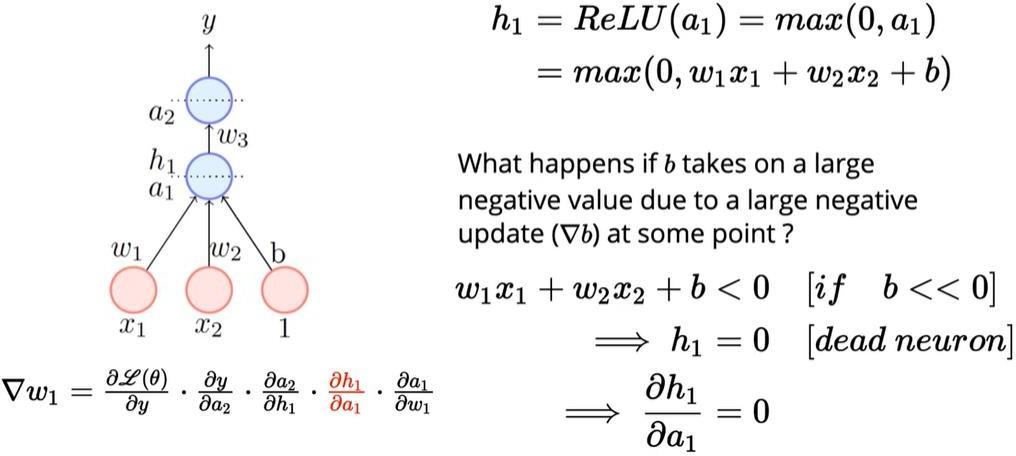 y
a₂
w₃
h₁
a₁
w₁ w₂ b
x₁ x₂ 1
∇w₁ = ∂ℒ(θ)/∂y · ∂y/∂a₂ · ∂a₂/∂h₁ · ∂h₁/∂a₁ · ∂a₁/∂w₁
h₁ = ReLU(a₁) = max(0, a₁)
= max(0, w₁x₁ + w₂x₂ + b)
What happens if b takes on a large
negative value due to a large negative
update (∇b) at some point ?
w₁x₁ + w₂x₂ + b < 0 [if b << 0]
⟹ h₁ = 0 [dead neuron]
⟹ ∂h₁/∂a₁ = 0